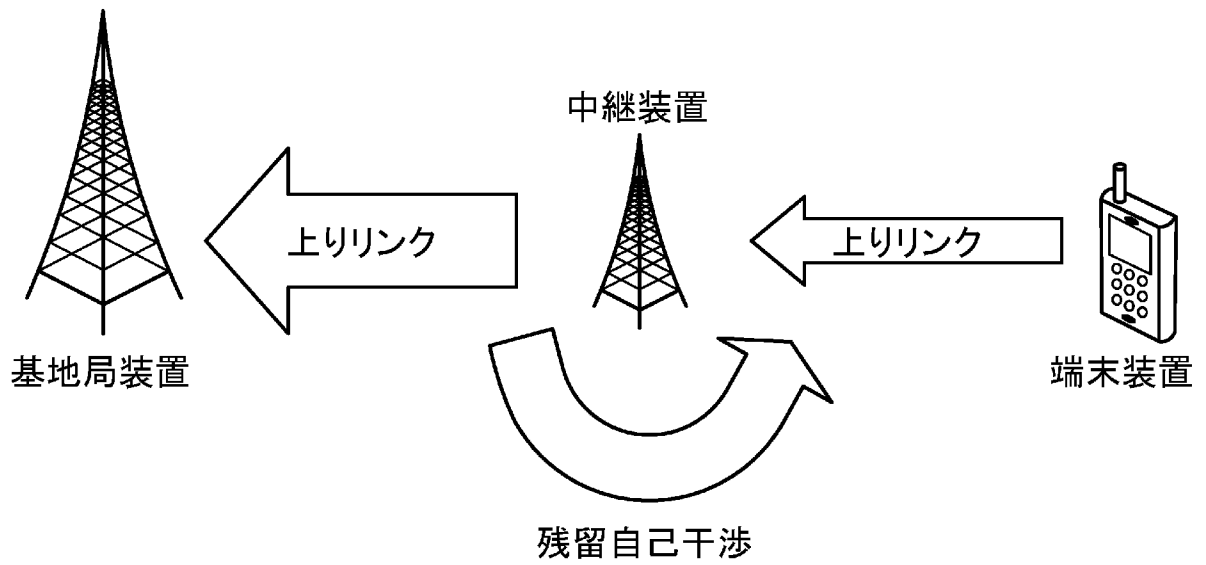 中継装置
上りリンク
上りリンク
基地局装置
端末装置
残留自己干渉